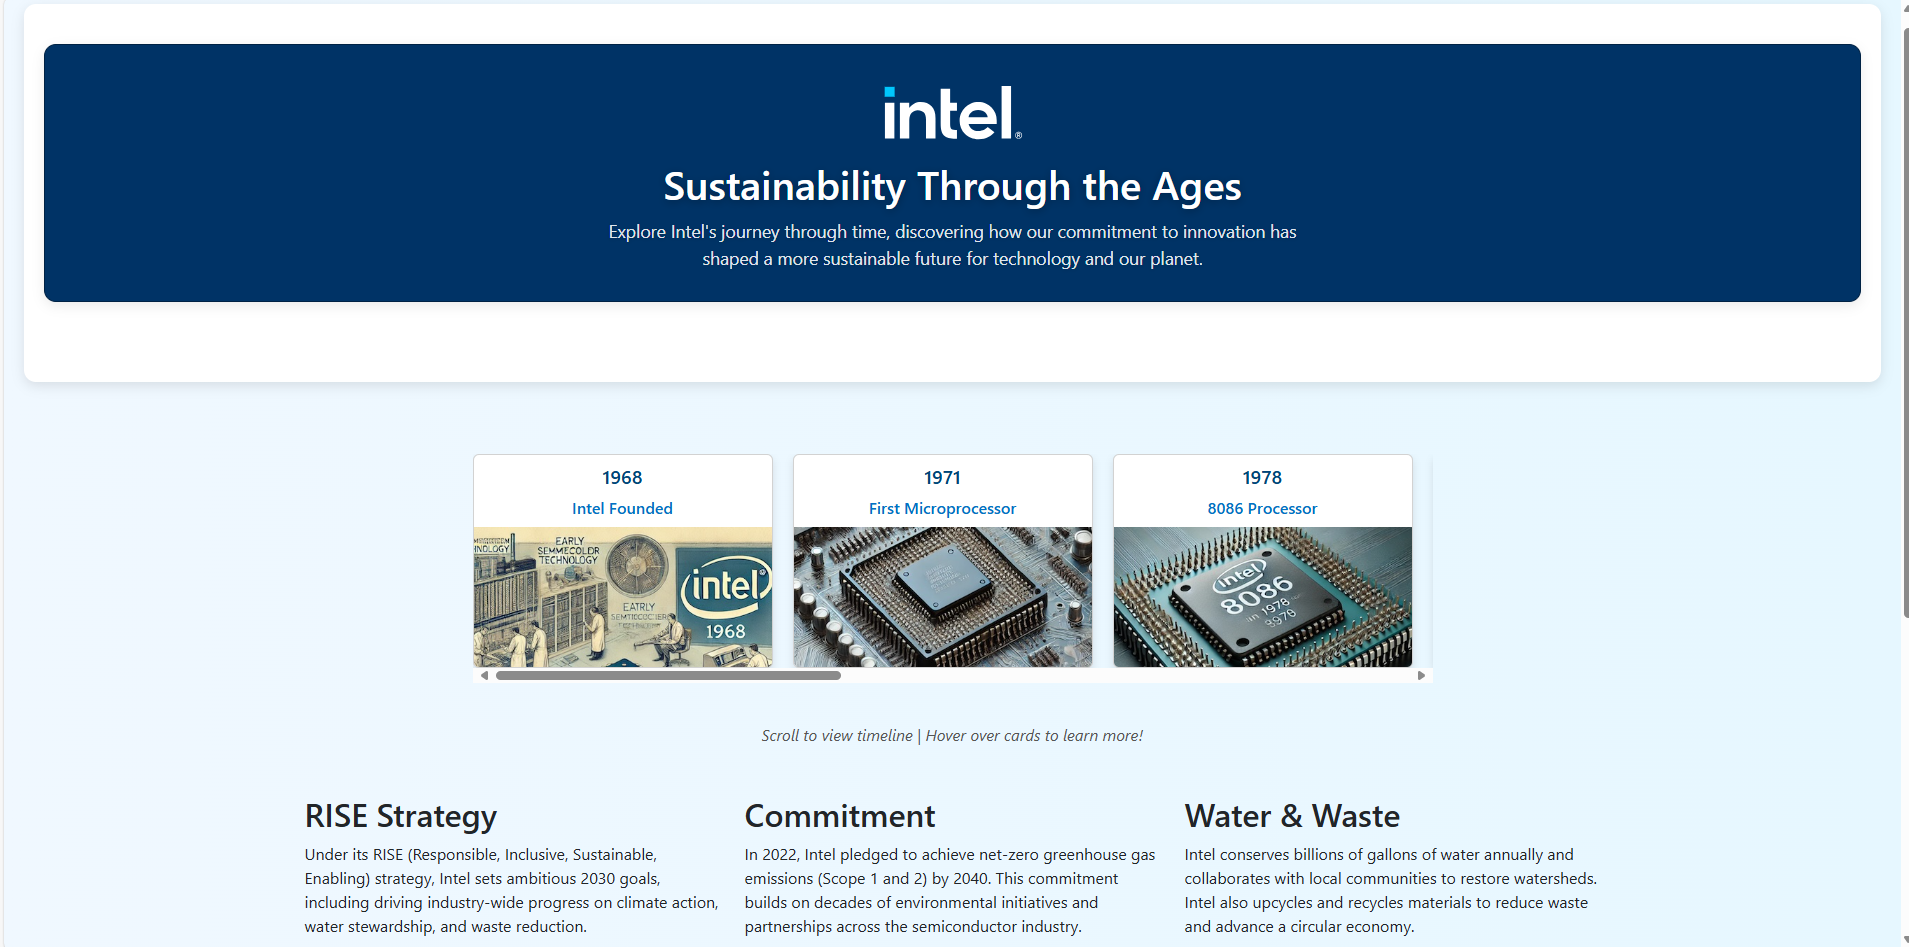 intel®
Sustainability Through the Ages
Explore Intel's journey through time, discovering how our commitment to innovation has
shaped a more sustainable future for technology and our planet.
1968
Intel Founded
EARLY
SEMMECOLOR
TECHNOLOGY
intel®
EATRLY
1968
1971
First Microprocessor
1978
8086 Processor
intel
8086
1978
Scroll to view timeline | Hover over cards to learn more!
RISE Strategy
Under its RISE (Responsible, Inclusive, Sustainable,
Enabling) strategy, Intel sets ambitious 2030 goals,
including driving industry-wide progress on climate action,
water stewardship, and waste reduction.
Commitment
In 2022, Intel pledged to achieve net-zero greenhouse gas
emissions (Scope 1 and 2) by 2040. This commitment
builds on decades of environmental initiatives and
partnerships across the semiconductor industry.
Water & Waste
Intel conserves billions of gallons of water annually and
collaborates with local communities to restore watersheds.
Intel also upcycles and recycles materials to reduce waste
and advance a circular economy.